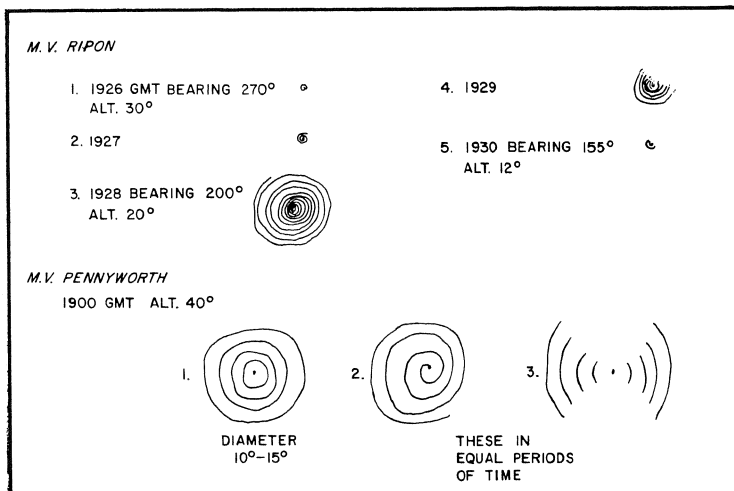 M.V. RIPON
1. 1926 GMT BEARING 270°
ALT. 30°
2. 1927
3. 1928 BEARING 200°
ALT. 20°
4. 1929
5. 1930 BEARING 155°
ALT. 12°
M.V. PENNYWORTH
1900 GMT ALT. 40°
1.
2.
3.
DIAMETER
10°-15°
THESE IN
EQUAL PERIODS
OF TIME